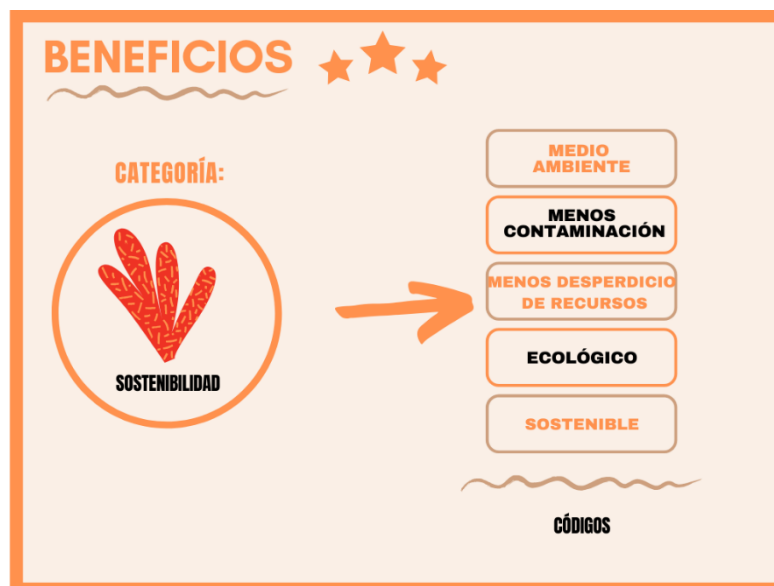 BENEFICIOS
CATEGORÍA:
SOSTENIBILIDAD
MEDIO
AMBIENTE
MENOS
CONTAMINACIÓN
MENOS DESPERDICIO
DE RECURSOS
ECOLÓGICO
SOSTENIBLE
CÓDIGOS